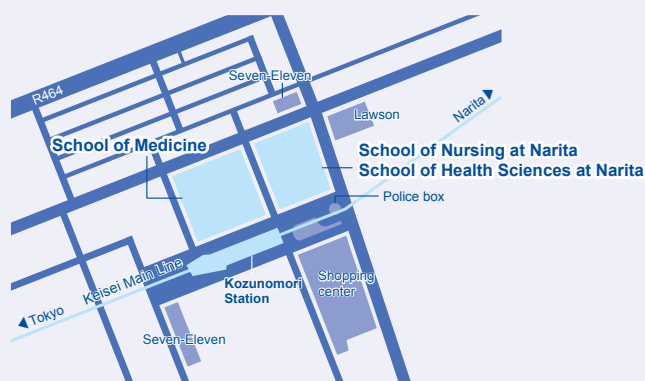 Seven-Eleven
R464
Narita
Lawson
School of Medicine
School of Nursing at Narita
School of Health Sciences at Narita
Police box
Keisei Main Line
Kozunomori
Station
Shopping
center
Tokyo
Seven-Eleven